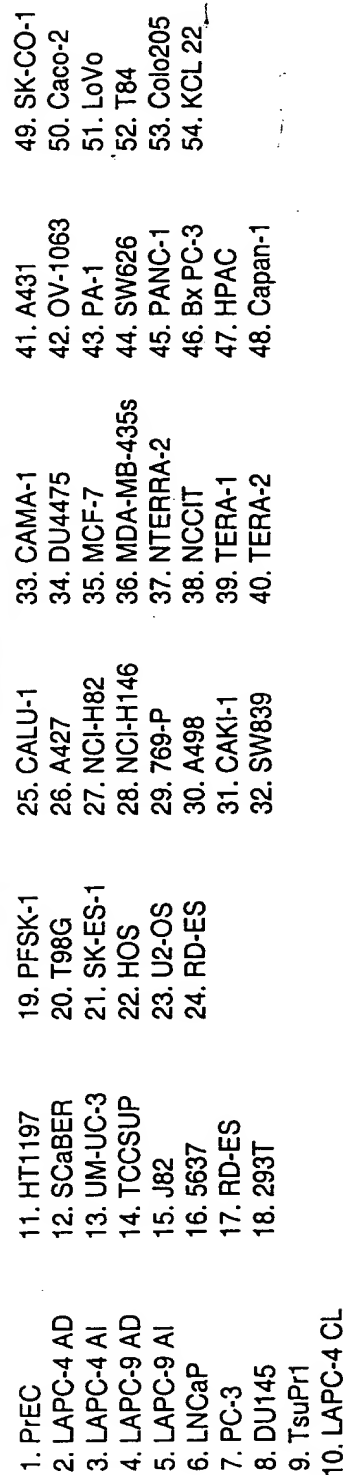 1. PrEC
2. LAPC-4 AD
3. LAPC-4 AI
4. LAPC-9 AD
5. LAPC-9 AI
6. LNCaP
7. PC-3
8. DU145
9. TsuPr1
10. LAPC-4 CL
11. HT1197
12. SCaBER
13. UM-UC-3
14. TCCSUP
15. J82
16. 5637
17. RD-ES
18. 293T
19. PFSK-1
20. T98G
21. SK-ES-1
22. HOS
23. U2-OS
24. RD-ES
25. CALU-1
26. A427
27. NCI-H82
28. NCI-H146
29. 769-P
30. A498
31. CAKI-1
32. SW839
33. CAMA-1
34. DU4475
35. MCF-7
36. MDA-MB-435s
37. NTERRA-2
38. NCCIT
39. TERA-1
40. TERA-2
41. A431
42. OV-1063
43. PA-1
44. SW626
45. PANC-1
46. Bx PC-3
47. HPAC
48. Capan-1
49. SK-CO-1
50. Caco-2
51. LoVo
52. T84
53. Colo205
54. KCL 22